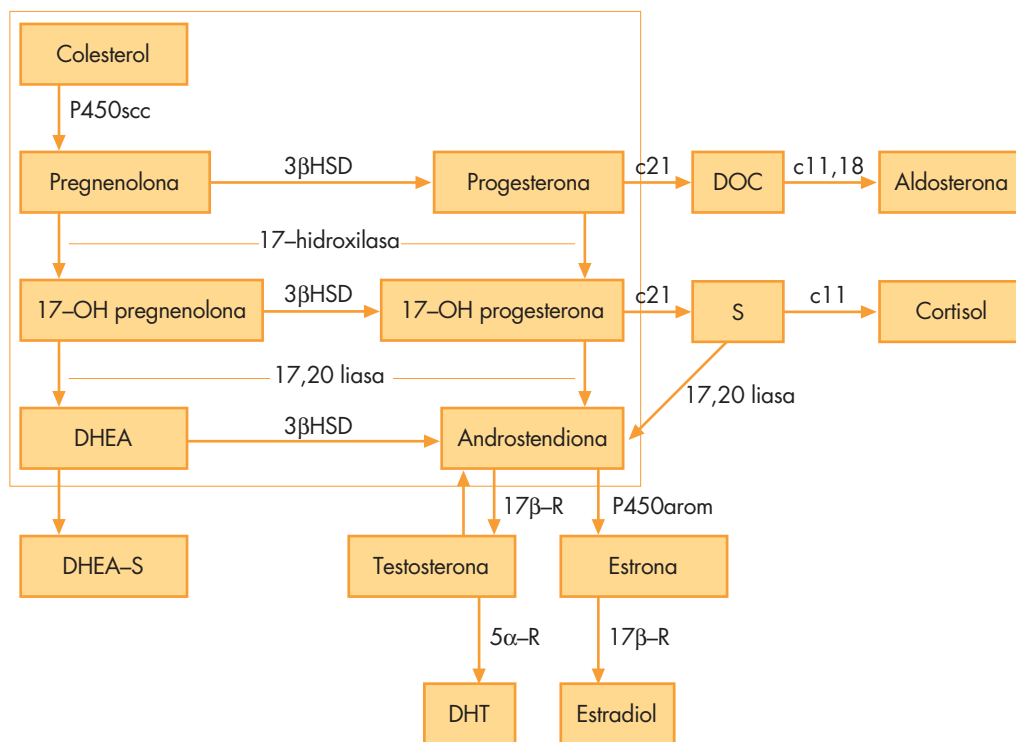 Colesterol
P450scc
Pregnenolona
3βHSD
Progesterona
c21
DOC
c11,18
Aldosterona
17–hidroxilasa
17–OH pregnenolona
3βHSD
17–OH progesterona
c21
S
c11
Cortisol
17,20 liasa
17,20 liasa
DHEA
3βHSD
Androstendiona
17β–R
P450arom
DHEA–S
Testosterona
Estrona
5α–R
17β–R
DHT
Estradiol